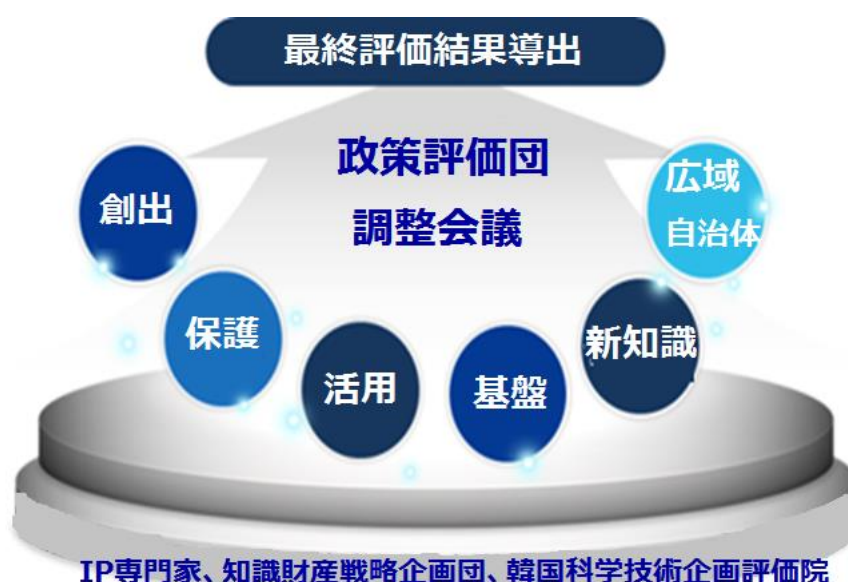 最終評価結果導出
政策評価団
調整会議
創出
保護
活用
基盤
新知識
広域
自治体
IP専門家、知識財産戦略企画団、韓国科学技術企画評価院